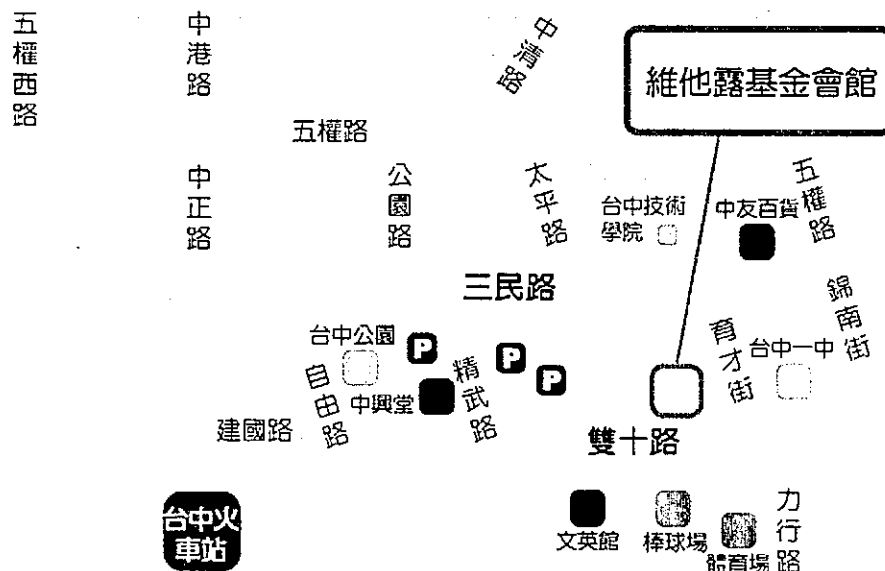 五權西路
中港路
中清路
維他露基金會館
五權路
中正路
公園路
太平路
台中技術
學院
中友百貨
五權路
三民路
錦南街
育才街
台中一中
台中公園
P
P
P
自由路
中興堂
精武路
建國路
雙十路
台中火
車站
文英館
棒球場
體育場
力行路